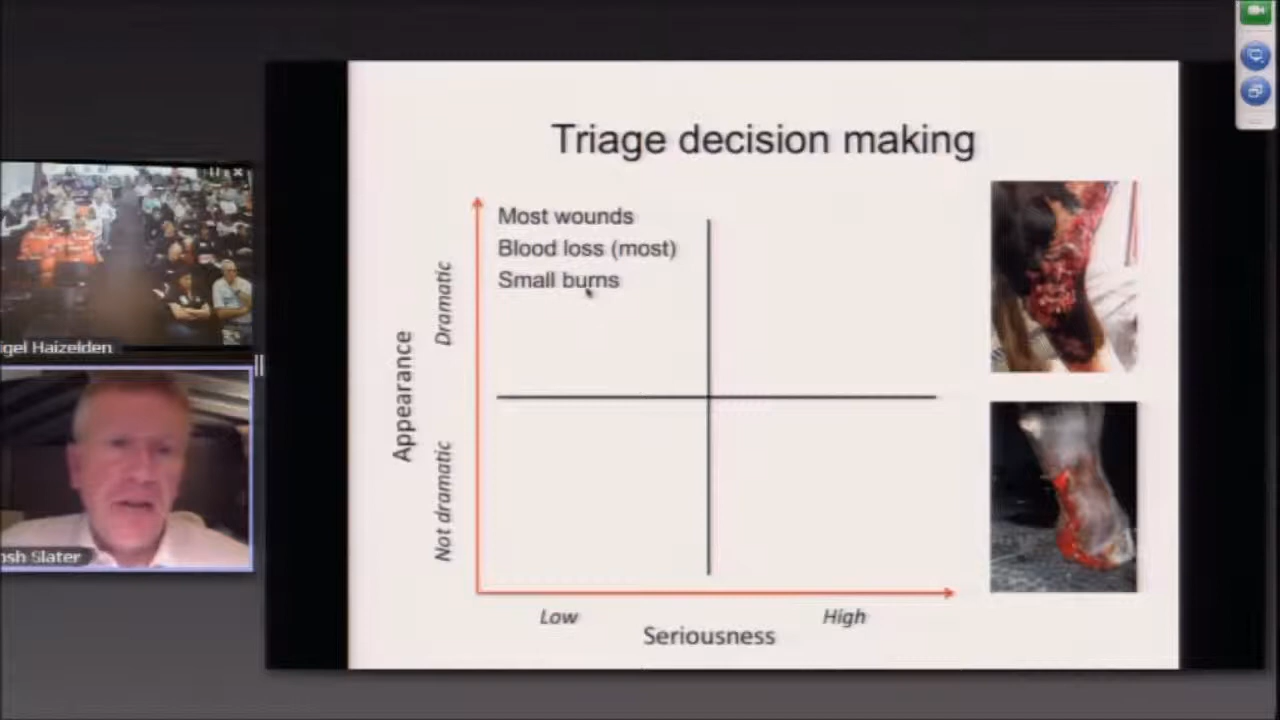 Triage decision making
Most wounds
Blood loss (most)
Small burns
Dramatic
Appearance
Not dramatic
Low
High
Seriousness
igel Haizelden
osh Slater